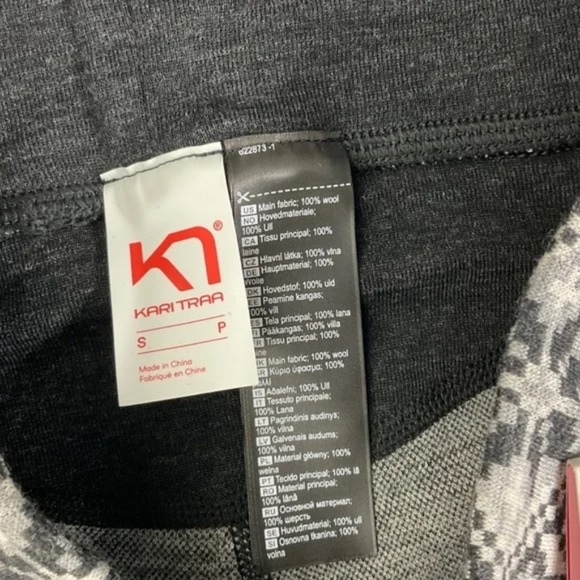 KARI TRAA
®
S P
Made in China
Fabriqué en Chine
622873 -1
US Main fabric; 100% wool
NO Hovedmateriale;
100% Ull
CA Tissu principal; 100%
laine
CZ Hlavní látka; 100% vlna
DE Hauptmaterial; 100%
Wolle
DK Hovedstof; 100% uld
EE Peamine kangas;
100% vill
ES Tela principal; 100% lana
FI Pääkangas; 100% villa
FR Tissu principal; 100%
Main fabric; 100% wool
GR Κύριο ύφασμα; 100%
IS Aðalefni; 100% Ull
IT Tessuto principale;
100% Lana
LT Pagrindinis audinys;
100% vilna
LV Galvenais audums;
100% vilna
PL Materiał główny; 100%
wełna
PT Tecido principal; 100% lã
RO Material principal;
100% lână
RU Основной материал;
100% шерсть
SE Huvudmaterial; 100% ull
SI Osnovna tkanina; 100%
volna